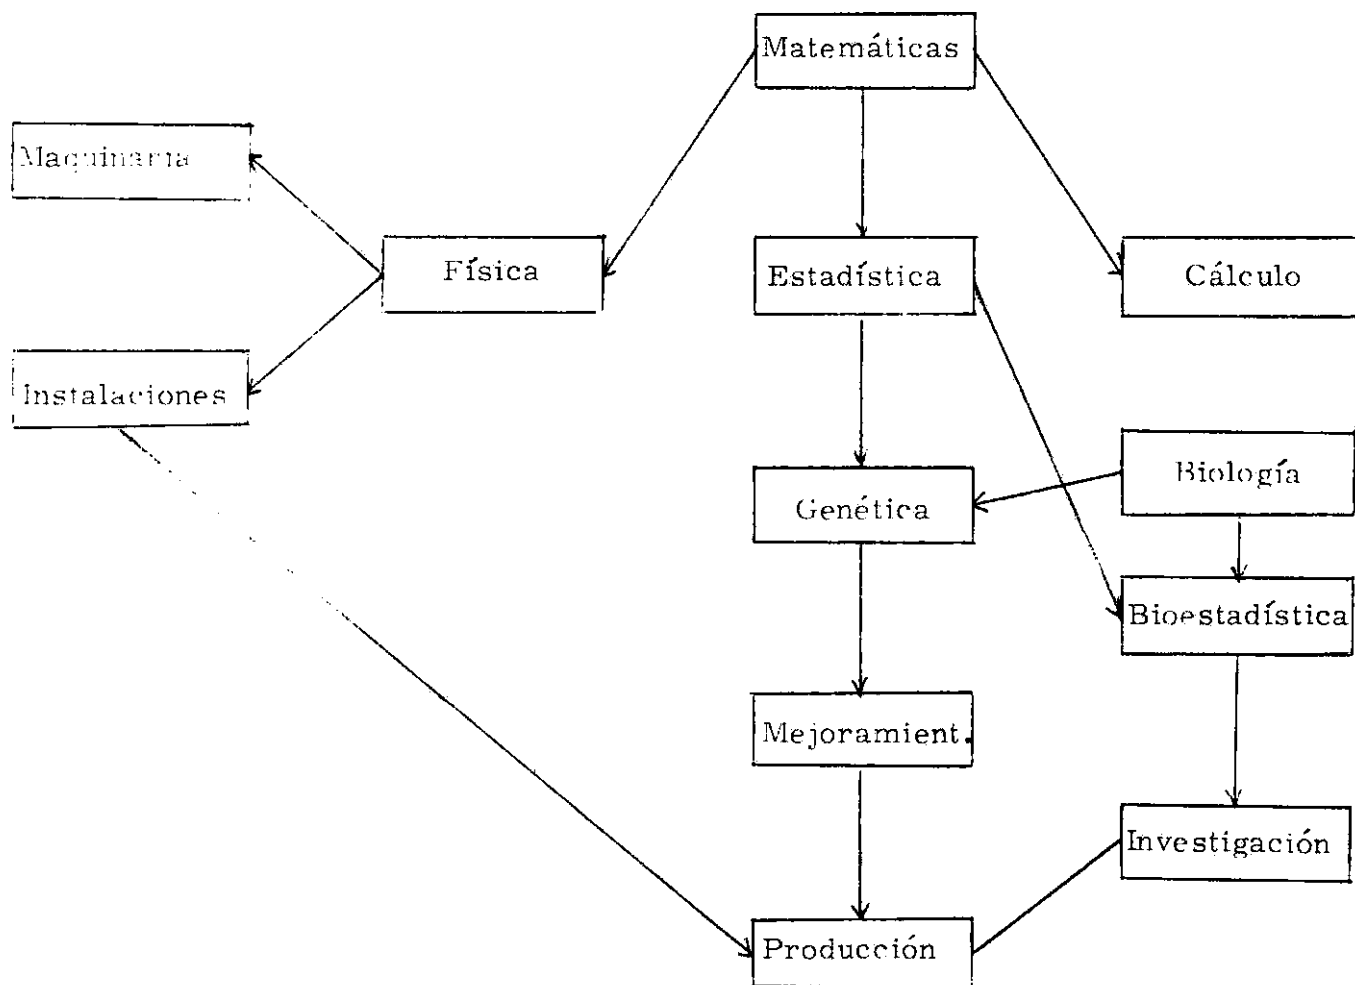 Matemáticas
Maquinaria
Física
Estadística
Cálculo
Instalaciones
Biología
Genética
Bioestadística
Mejoramient.
Investigación
Producción